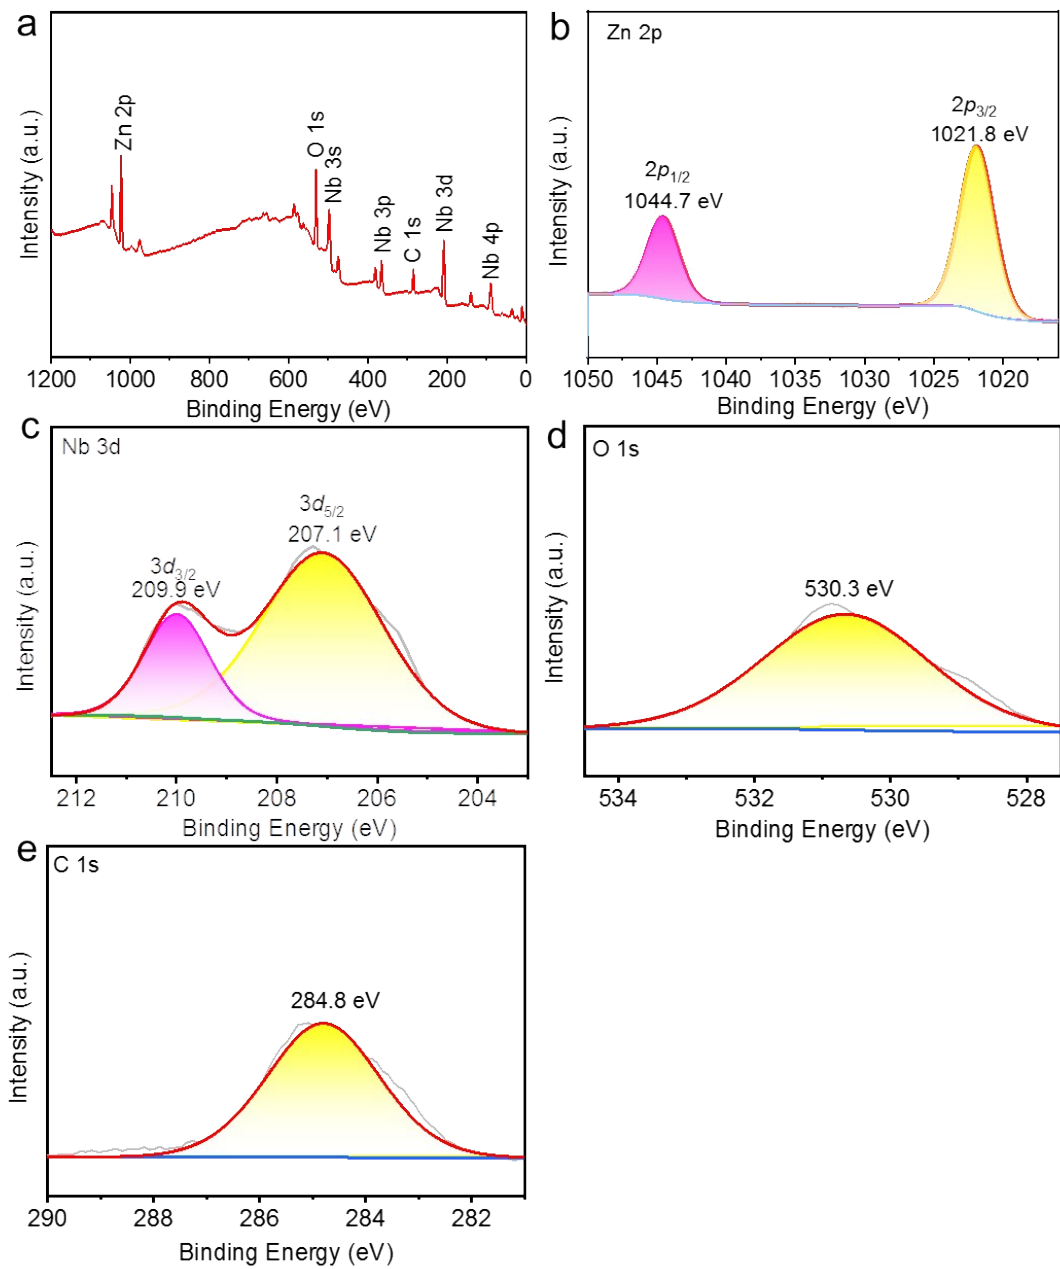 a
Zn 2p
O 1s
Nb 3s
Nb 3p
C 1s
Nb 3d
Nb 4p
Intensity (a.u.)
1200 1000 800 600 400 200 0
Binding Energy (eV)
b
Zn 2p
2p3/2
1021.8 eV
2p1/2
1044.7 eV
Intensity (a.u.)
1050 1045 1040 1035 1030 1025 1020
Binding Energy (eV)
c
Nb 3d
3d5/2
207.1 eV
3d3/2
209.9 eV
Intensity (a.u.)
212 210 208 206 204
Binding Energy (eV)
d
O 1s
530.3 eV
Intensity (a.u.)
534 532 530 528
Binding Energy (eV)
e
C 1s
284.8 eV
Intensity (a.u.)
290 288 286 284 282
Binding Energy (eV)